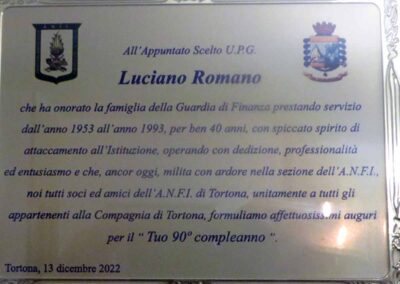 All'Appuntato Scelto U.P.G.
Luciano Romano
che ha onorato la famiglia della Guardia di Finanza prestando servizio
dall'anno 1953 all'anno 1993, per ben 40 anni, con spiccato spirito di
attaccamento all'Istituzione, operando con dedizione, professionalità
ed entusiasmo e che, ancor oggi, milita con ardore nella sezione dell'A.N.F.I.,
noi tutti soci ed amici dell'A.N.F.I. di Tortona, unitamente a tutti gli
appartenenti alla Compagnia di Tortona, formuliamo affettuosissimi auguri
per il " Tuo 90° compleanno ".
Tortona, 13 dicembre 2022